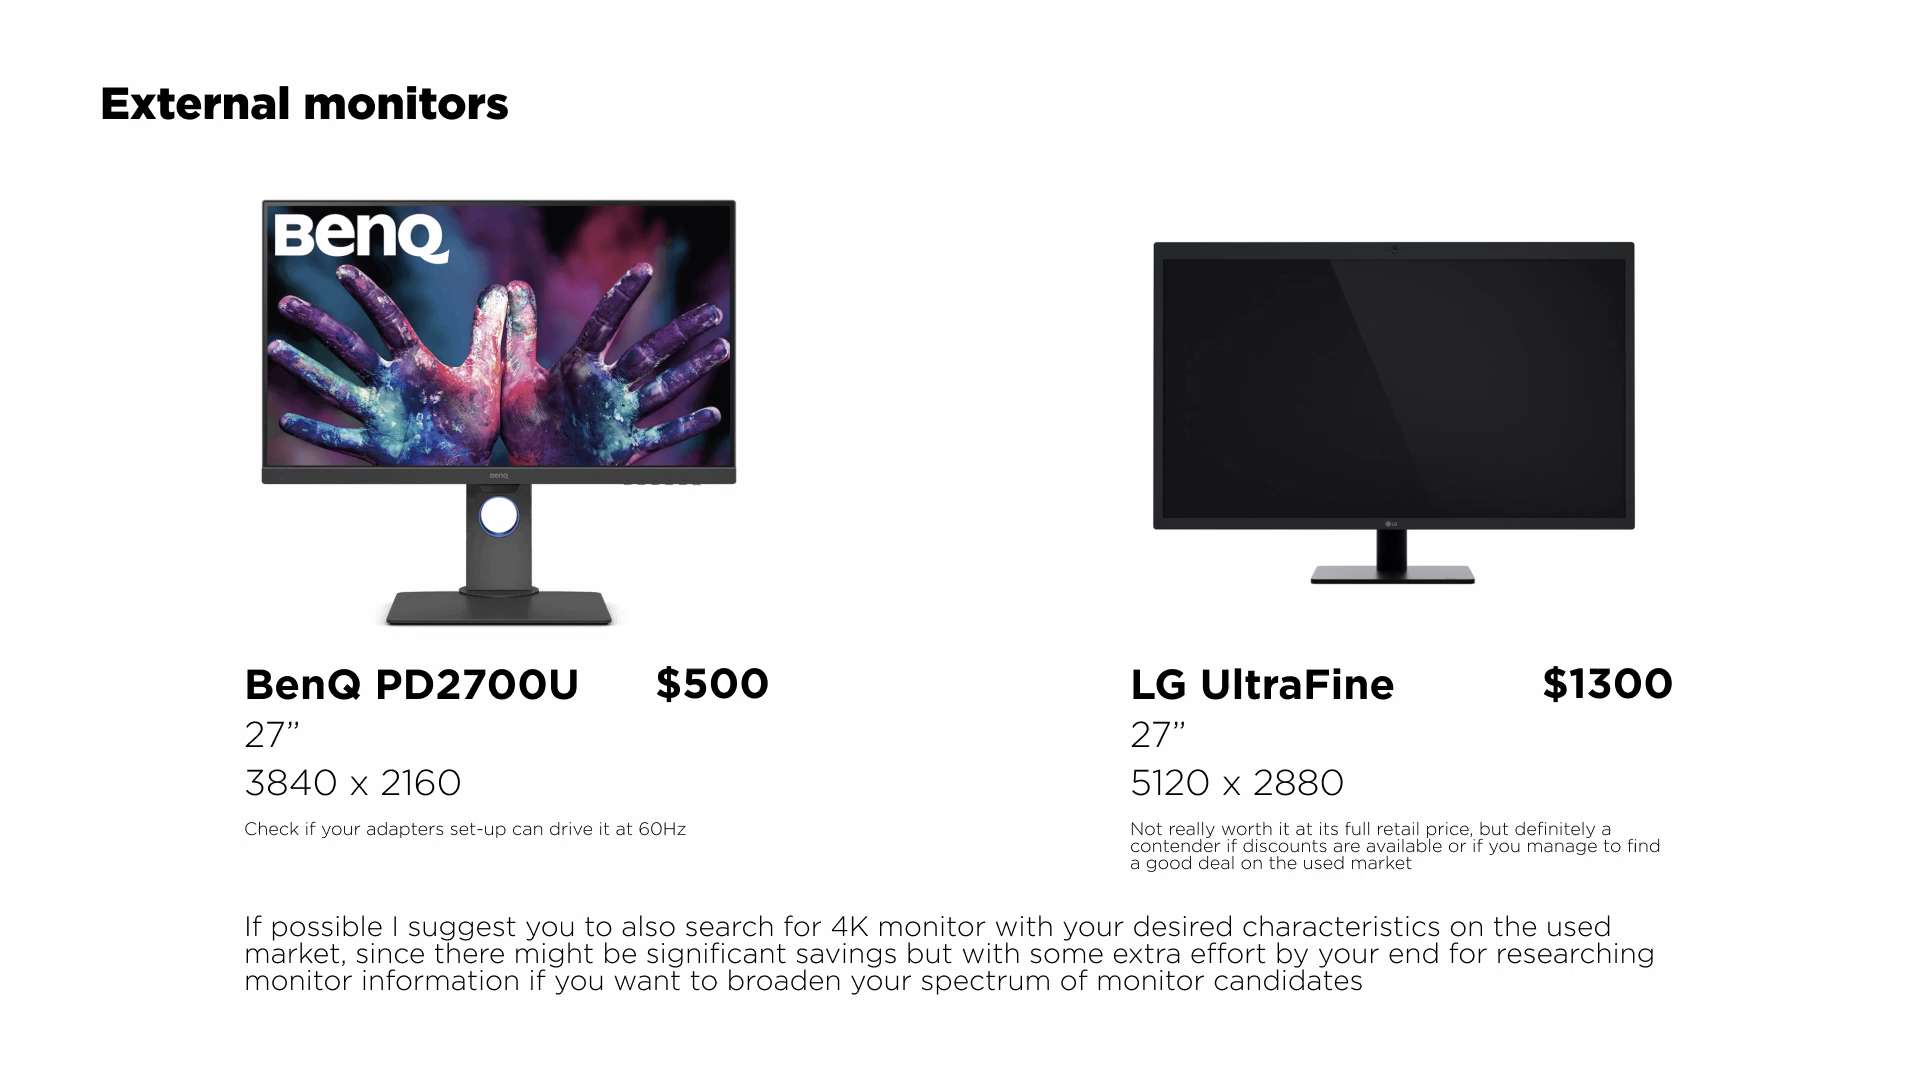 External monitors
BenQ
BenQ
LG
BenQ PD2700U $500
27”
3840 x 2160
Check if your adapters set-up can drive it at 60Hz
LG UltraFine $1300
27”
5120 x 2880
Not really worth it at its full retail price, but definitely a
contender if discounts are available or if you manage to find
a good deal on the used market
If possible I suggest you to also search for 4K monitor with your desired characteristics on the used
market, since there might be significant savings but with some extra effort by your end for researching
monitor information if you want to broaden your spectrum of monitor candidates